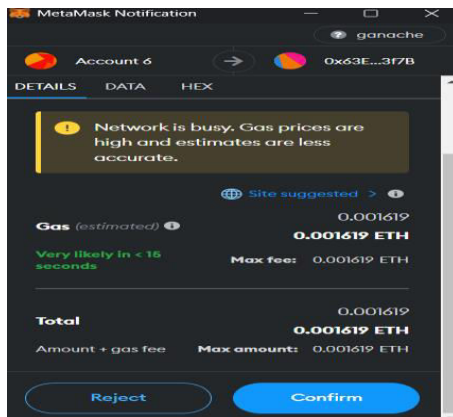 MetaMask Notification
ganache
Account 6
0x63E...3f7B
DETAILS DATA HEX
Network is busy. Gas prices are
high and estimates are less
accurate.
Site suggested >
0.001619
Gas (estimated)
0.001619 ETH
Very likely in < 15
seconds
Max fee: 0.001619 ETH
0.001619
Total
0.001619 ETH
Amount + gas fee Max amount: 0.001619 ETH
Reject Confirm